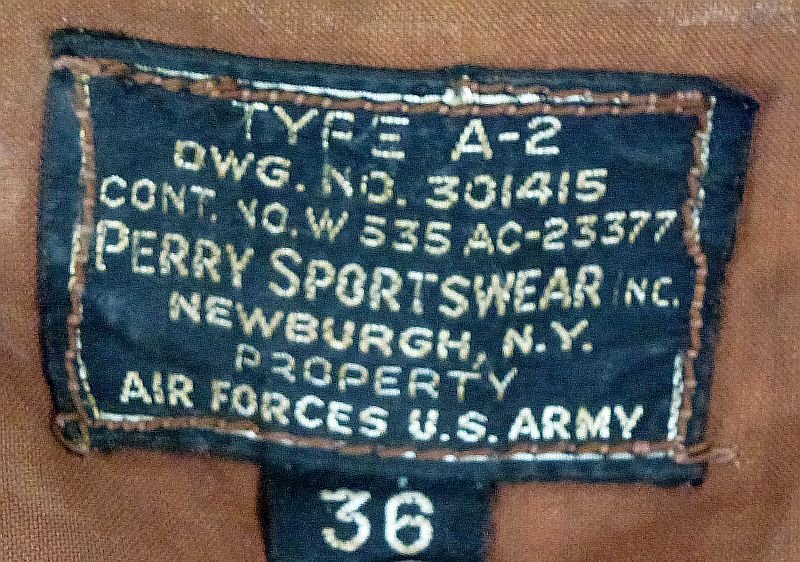 TYPE A-2
DWG. NO. 301415
CONT. NO. W 535 AC-23377
PERRY SPORTSWEAR INC.
NEWBURGH, N.Y.
PROPERTY
AIR FORCES U.S. ARMY
36